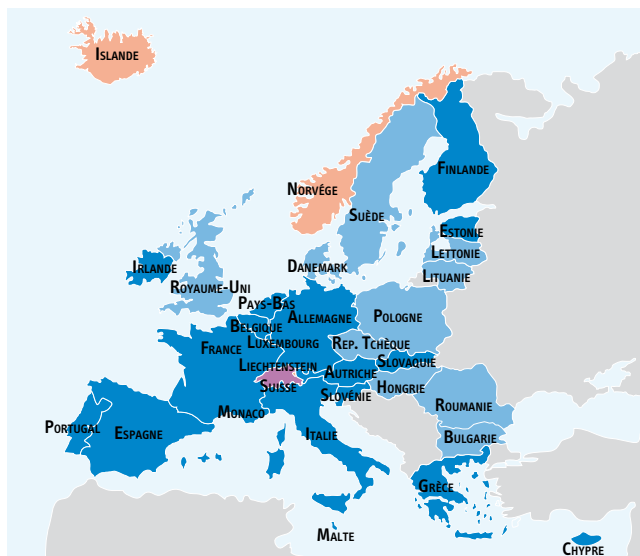 ISLANDE
FINLANDE
NORVÉGE
SUÈDE
ESTONIE
LETTONIE
IRLANDE
DANEMARK
LITUANIE
ROYAUME-UNI
PAYS-BAS
ALLEMAGNE
POLOGNE
BELGIQUE
LUXEMBOURG
REP. TCHÈQUE
FRANCE
SLOVAQUIE
LIECHTENSTEIN
AUTRICHE
SUISSE
HONGRIE
SLOVÉNIE
ROUMANIE
MONACO
PORTUGAL
ESPAGNE
ITALIE
BULGARIE
GRÈCE
MALTE
CHYPRE